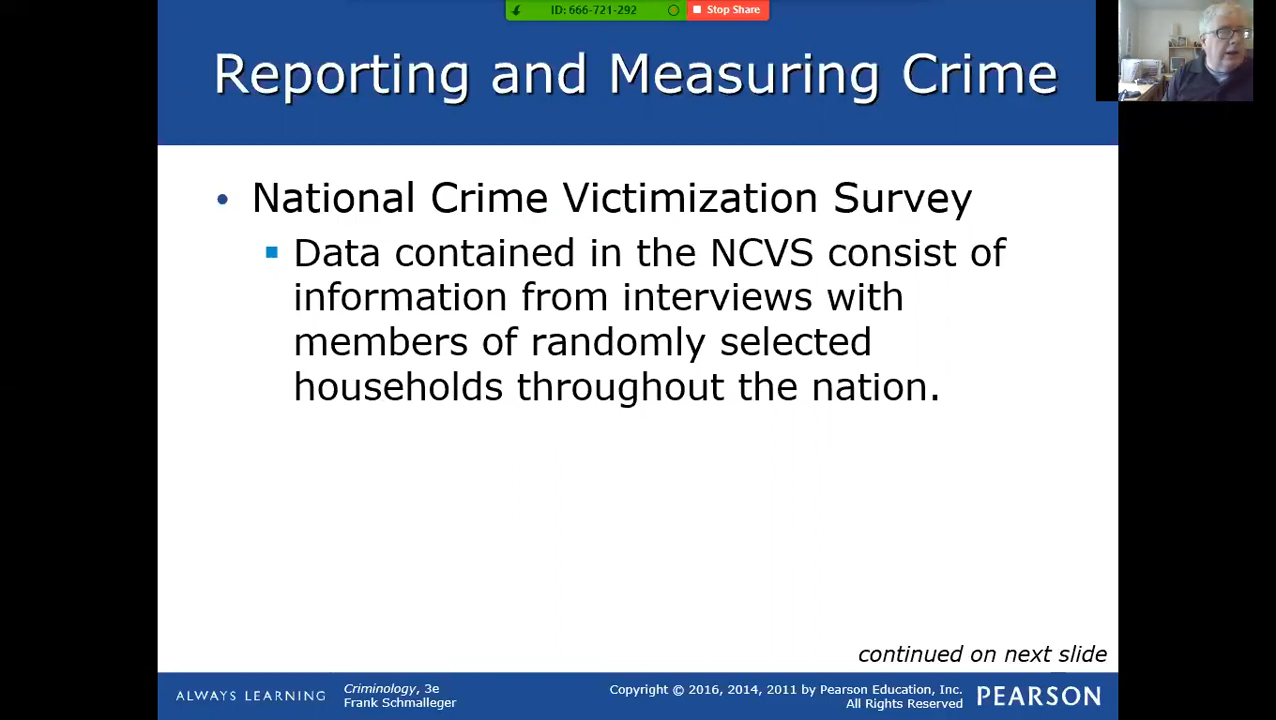 ID: 666-721-292 Stop Share
Reporting and Measuring Crime
• National Crime Victimization Survey
▪ Data contained in the NCVS consist of
information from interviews with
members of randomly selected
households throughout the nation.
continued on next slide
ALWAYS LEARNING
Criminology, 3e
Frank Schmalleger
Copyright © 2016, 2014, 2011 by Pearson Education, Inc.
All Rights Reserved
PEARSON